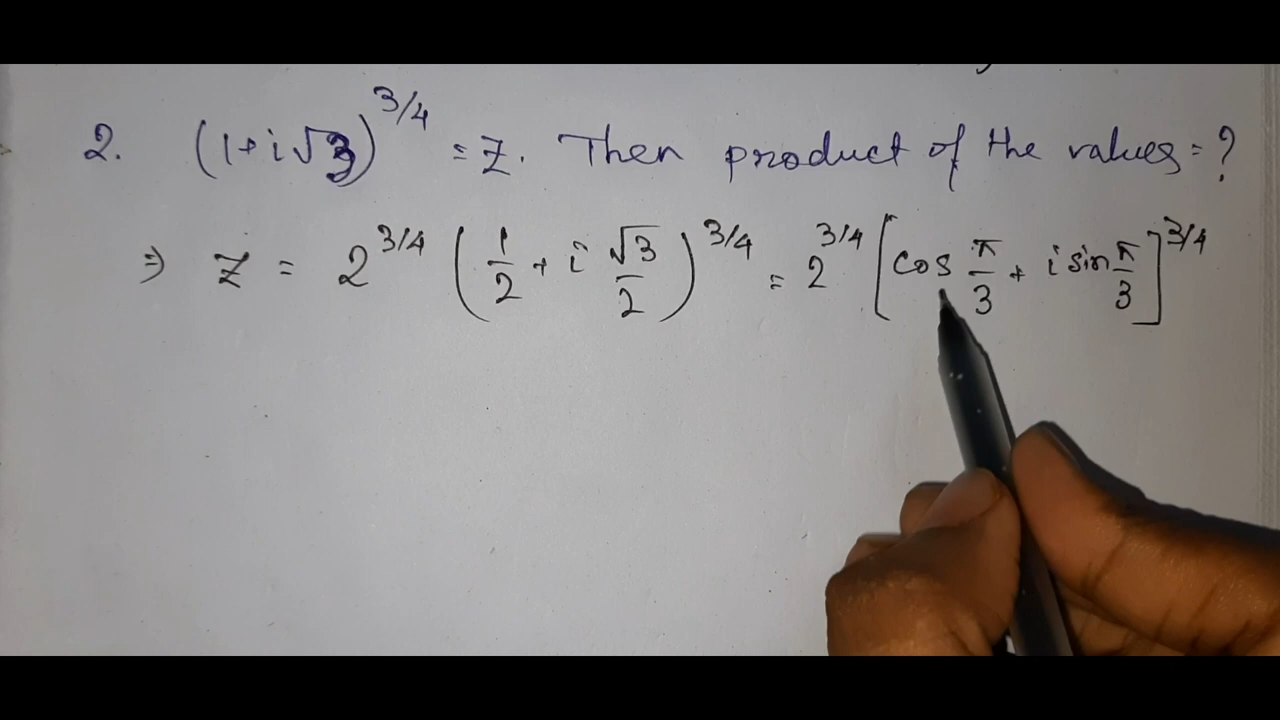 2. (1+i√3)^3/4 = z. Then product of the values = ?
⇒ z = 2^3/4 (1/2 + i √3/2)^3/4 = 2^3/4 [cos π/3 + i sin π/3]^3/4